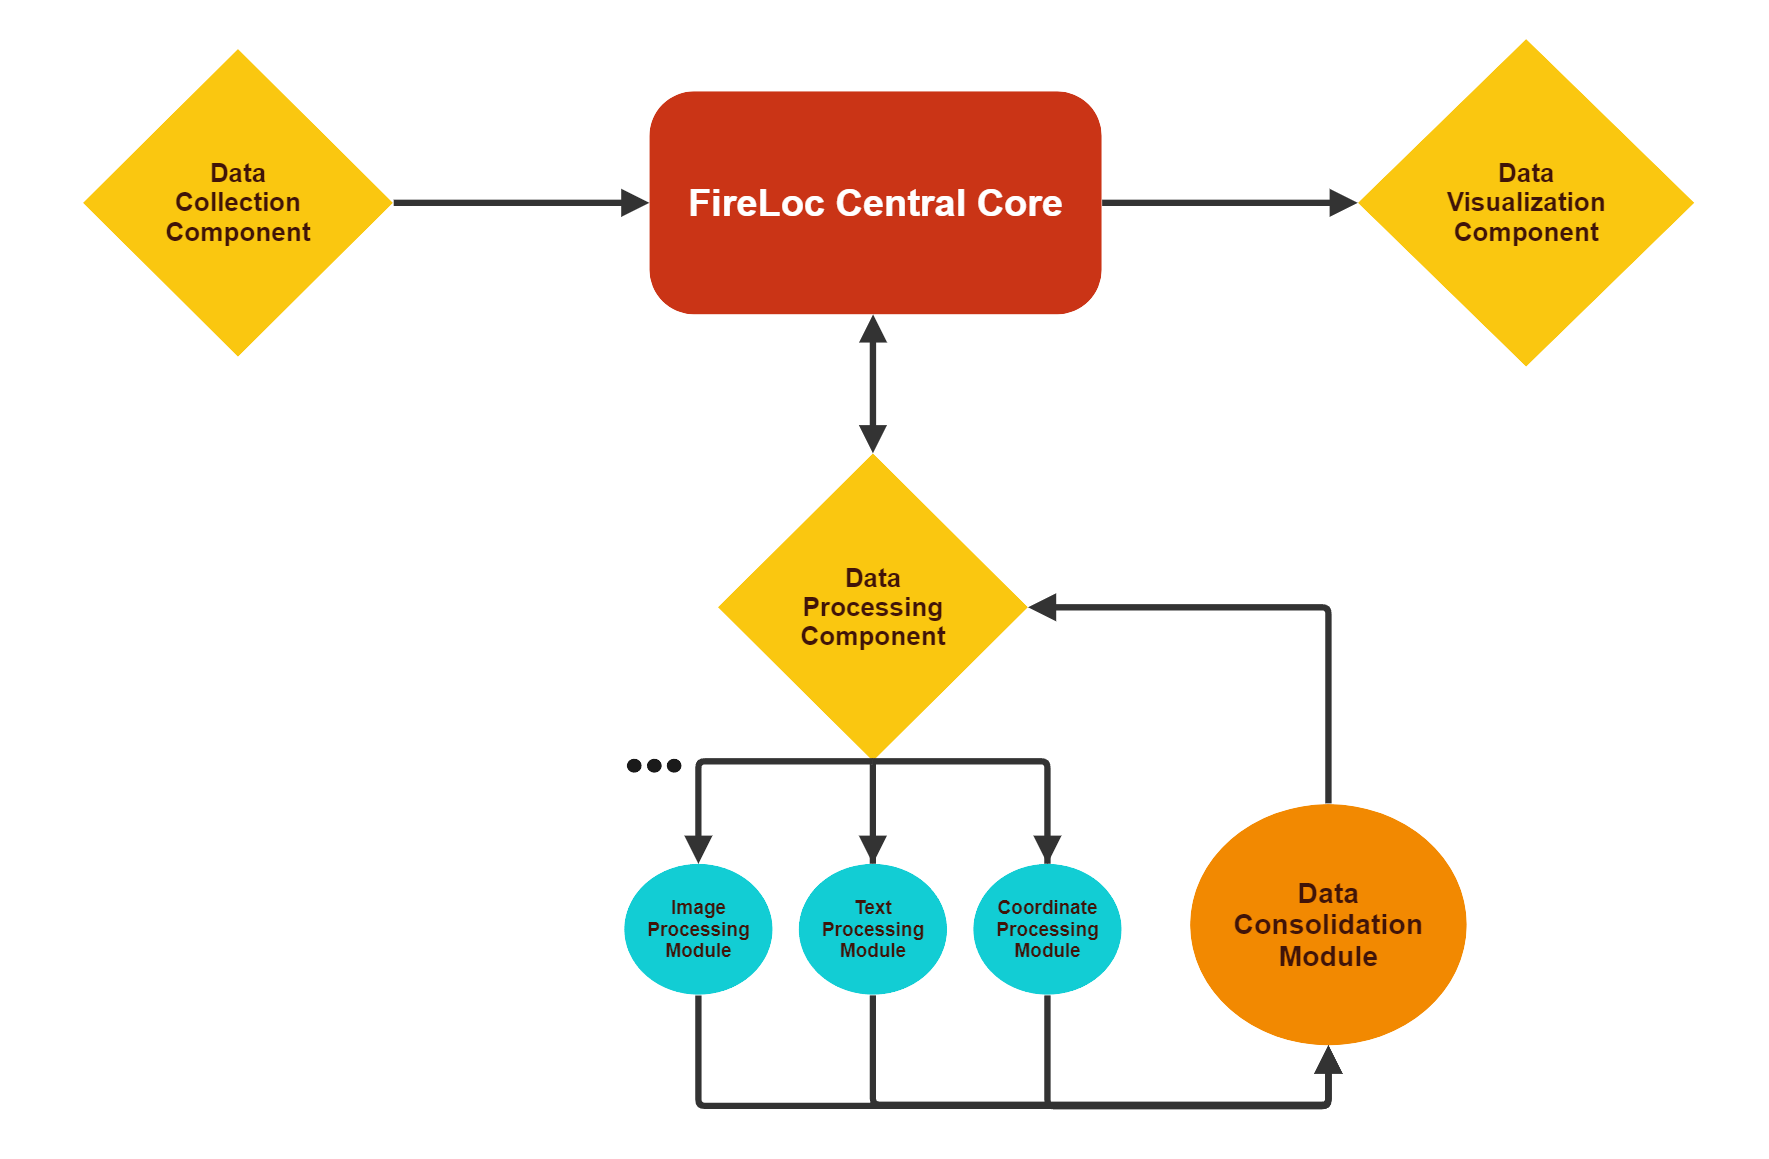 Data
Collection
Component
FireLoc Central Core
Data
Visualization
Component
Data
Processing
Component
Image
Processing
Module
Text
Processing
Module
Coordinate
Processing
Module
Data
Consolidation
Module